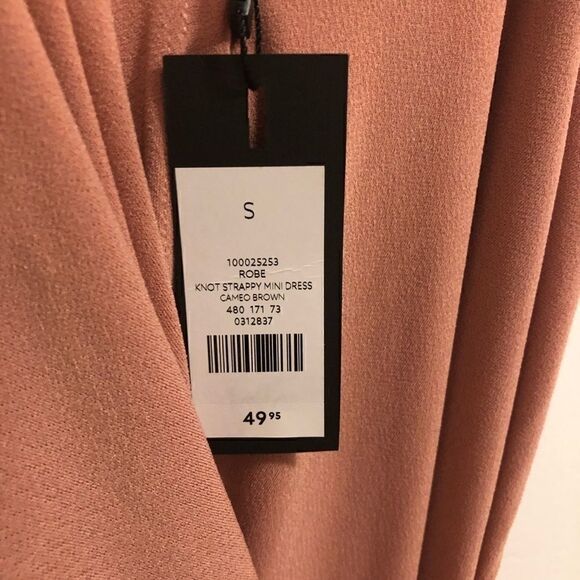 S
100025253
ROBE
KNOT STRAPPY MINI DRESS
CAMEO BROWN
480 171 73
0312837
49 95